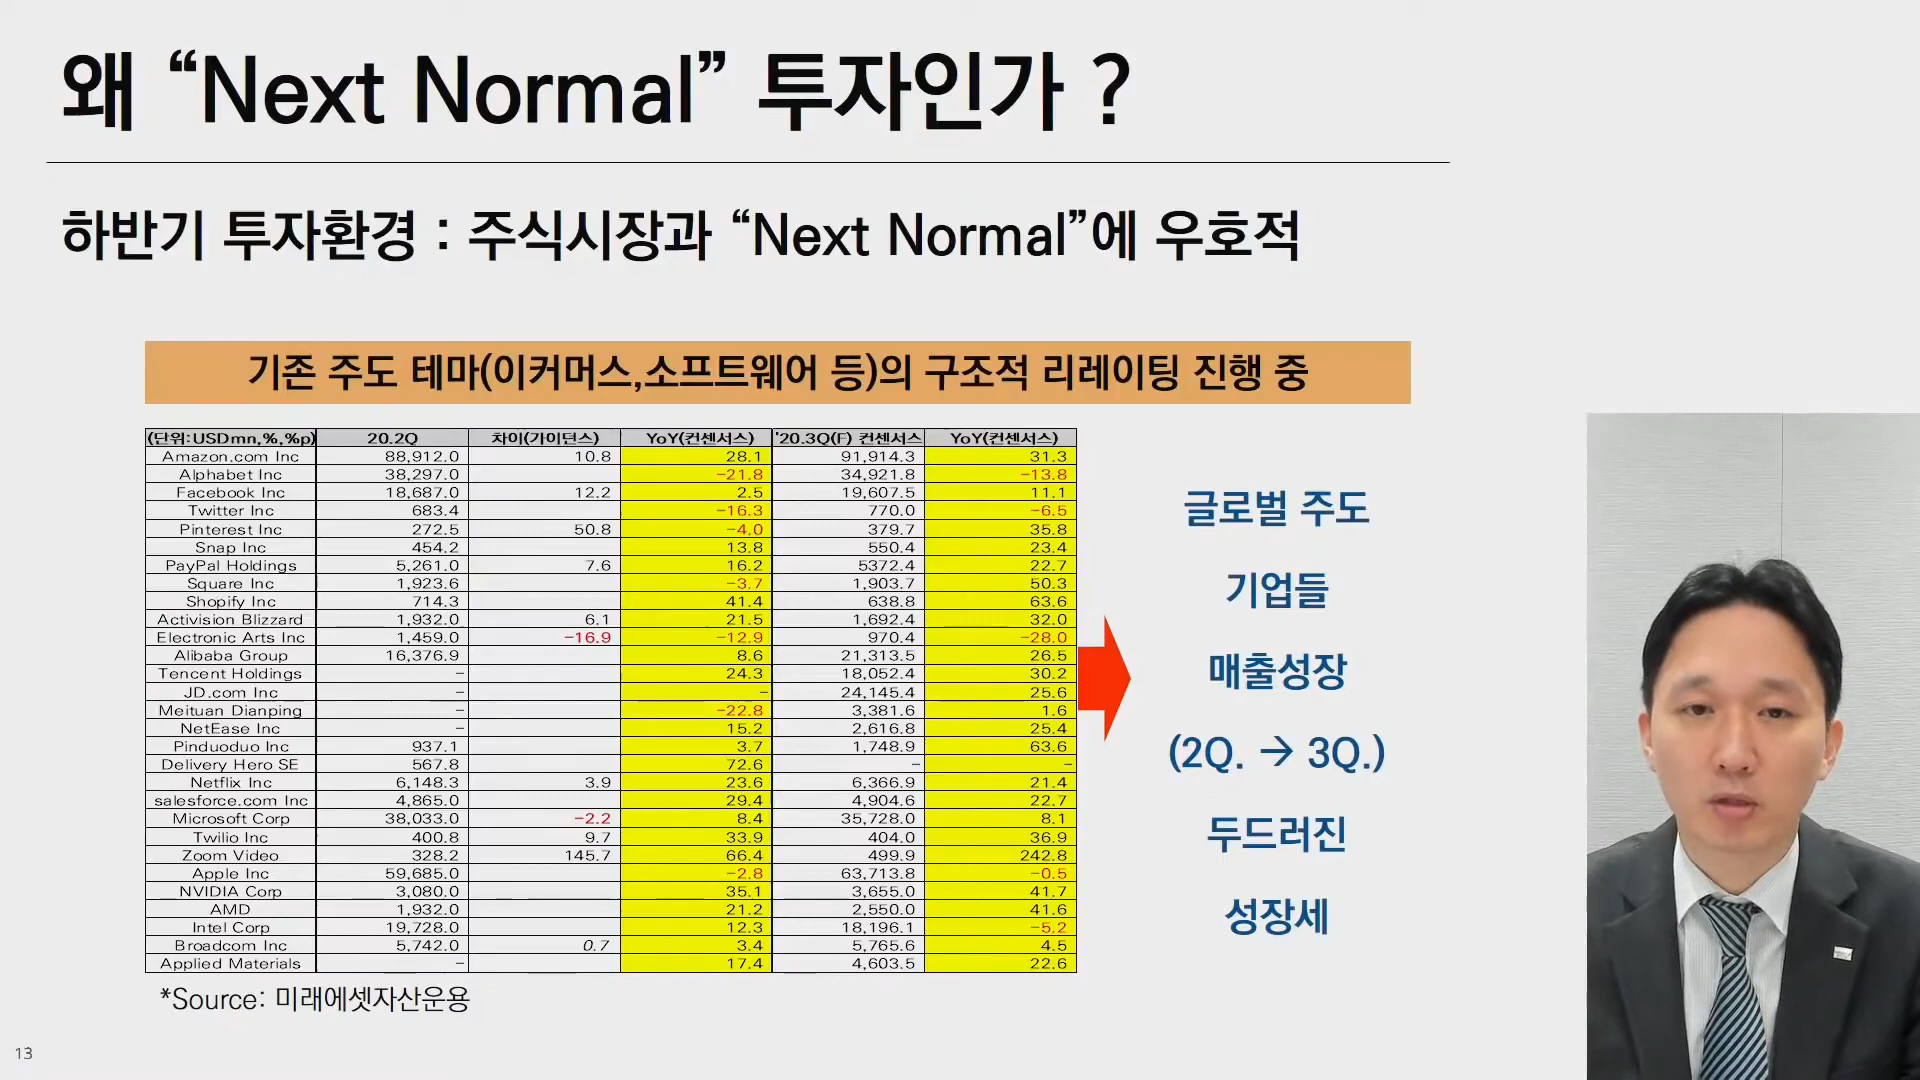 왜 “Next Normal” 투자인가 ?
하반기 투자환경 : 주식시장과 “Next Normal”에 우호적
기존 주도 테마(이커머스,소프트웨어 등)의 구조적 리레이팅 진행 중
(단위:USDmn,%,%p) 20.2Q 차이(가이던스) YoY(컨센서스) '20.3Q(F) 컨센서스 YoY(컨센서스)
Amazon.com Inc 88,912.0 10.8 28.1 91,914.3 31.3
Alphabet Inc 38,297.0 -21.8 34,921.8 -13.8
Facebook Inc 18,687.0 12.2 2.5 19,607.5 11.1
Twitter Inc 683.4 -16.3 770.0 -6.5
Pinterest Inc 272.5 50.8 -4.0 379.7 35.8
Snap Inc 454.2 13.8 550.4 23.4
PayPal Holdings 5,261.0 7.6 16.2 5372.4 22.7
Square Inc 1,923.6 -3.7 1,903.7 50.3
Shopify Inc 714.3 41.4 638.8 63.6
Activision Blizzard 1,932.0 6.1 21.5 1,692.4 32.0
Electronic Arts Inc 1,459.0 -16.9 -12.9 970.4 -28.0
Alibaba Group 16,376.9 8.6 21,313.5 26.5
Tencent Holdings - 24.3 18,052.4 30.2
JD.com Inc - - 24,145.4 25.6
Meituan Dianping - -22.8 3,381.6 1.6
NetEase Inc - 15.2 2,616.8 25.4
Pinduoduo Inc 937.1 3.7 1,748.9 63.6
Delivery Hero SE 567.8 72.6 - -
Netflix Inc 6,148.3 3.9 23.6 6,366.9 21.4
salesforce.com Inc 4,865.0 29.4 4,904.6 22.7
Microsoft Corp 38,033.0 -2.2 8.4 35,728.0 8.1
Twilio Inc 400.8 9.7 33.9 404.0 36.9
Zoom Video 328.2 145.7 66.4 499.9 242.8
Apple Inc 59,685.0 -2.8 63,713.8 -0.5
NVIDIA Corp 3,080.0 35.1 3,655.0 41.7
AMD 1,932.0 21.2 2,550.0 41.6
Intel Corp 19,728.0 12.3 18,196.1 -5.2
Broadcom Inc 5,742.0 0.7 3.4 5,765.6 4.5
Applied Materials - 17.4 4,603.5 22.6
글로벌 주도
기업들
매출성장
(2Q. → 3Q.)
두드러진
성장세
*Source: 미래에셋자산운용
13